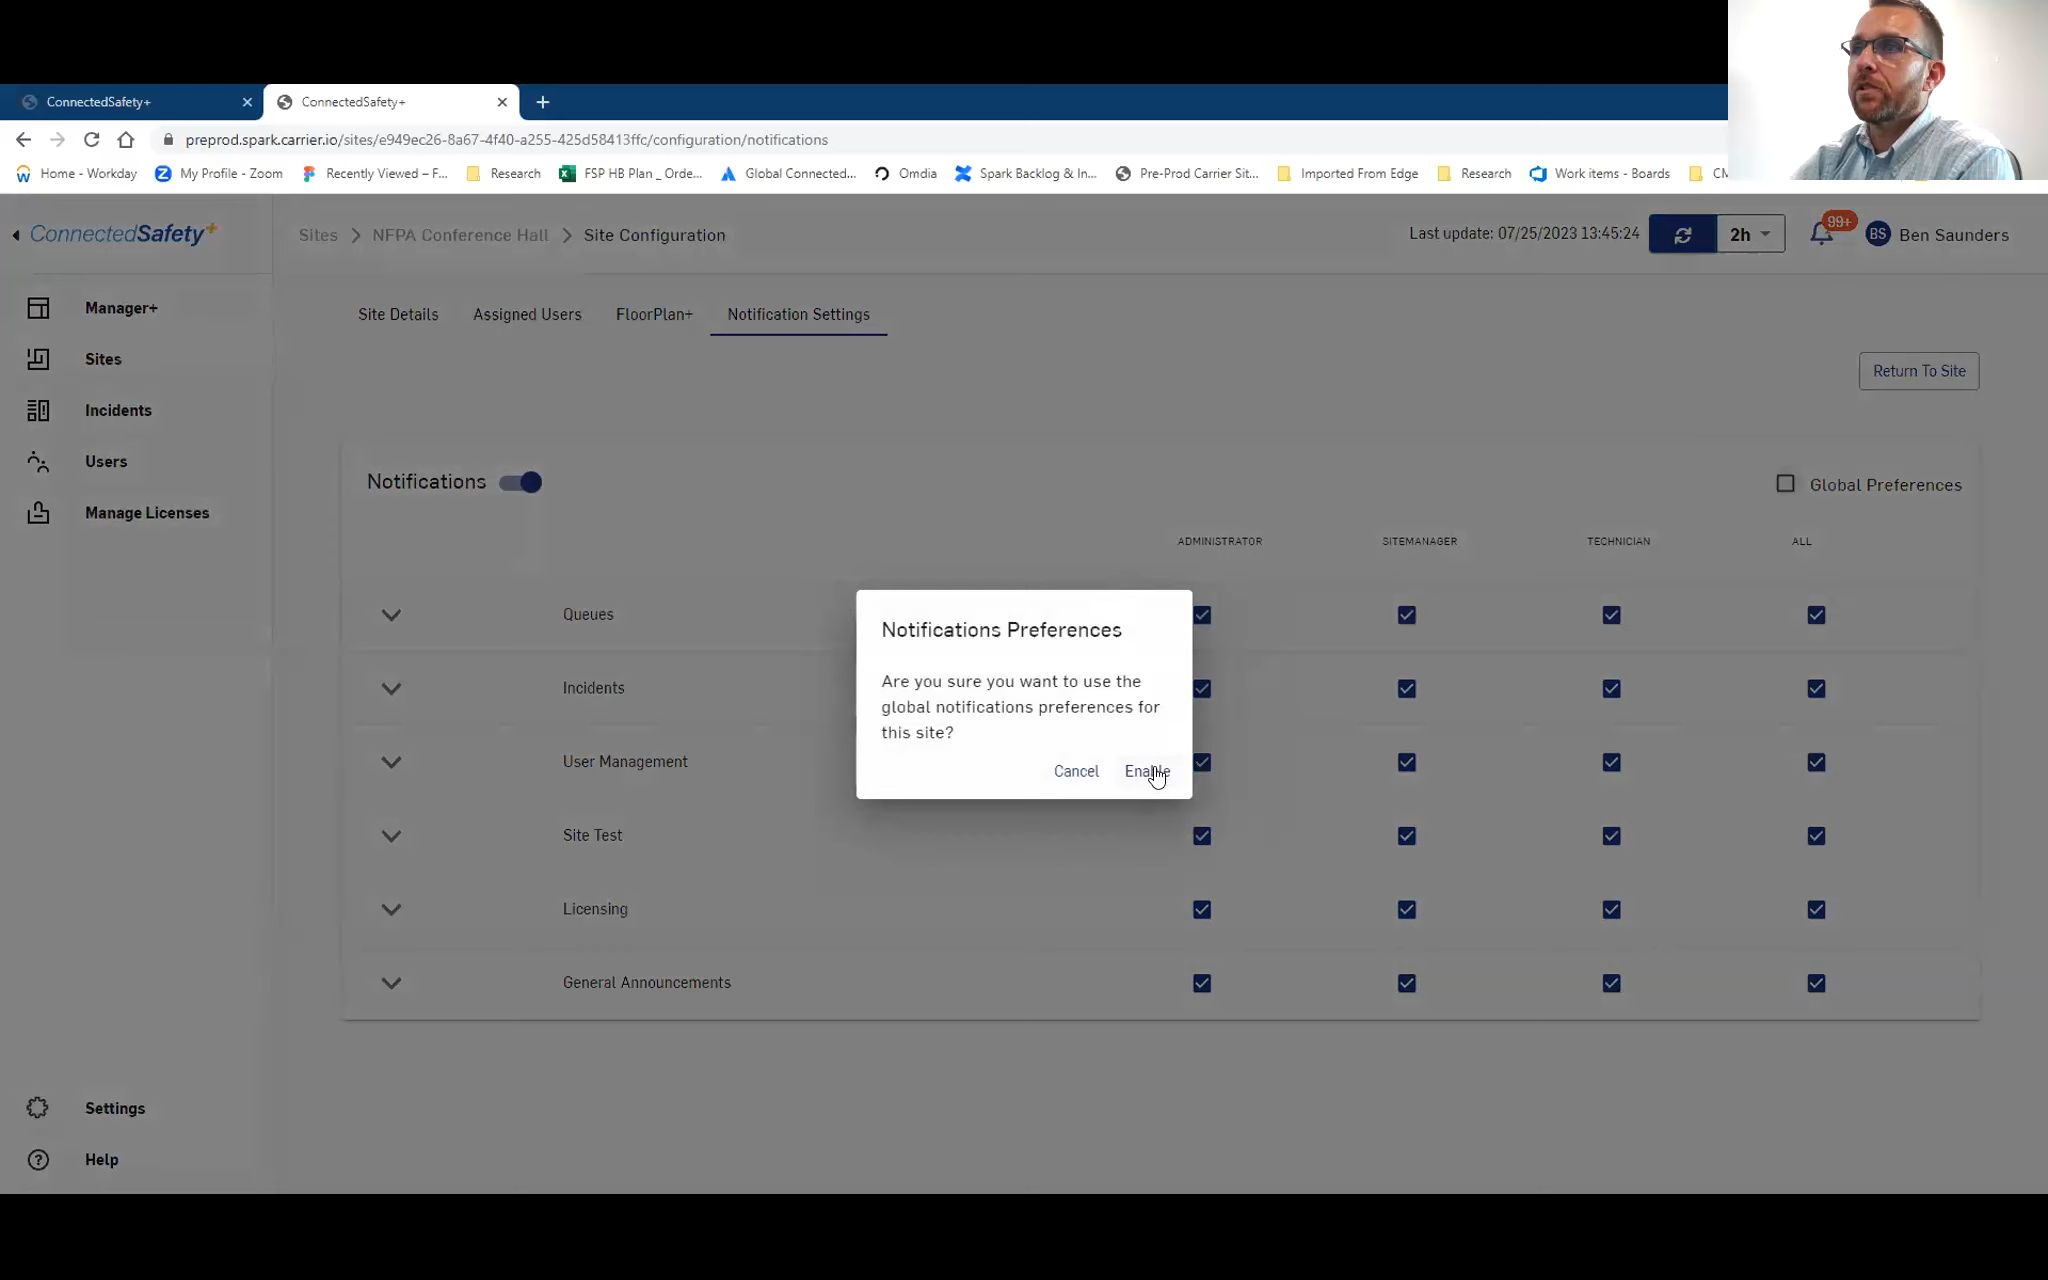 ConnectedSafety+
ConnectedSafety+
preprod.spark.carrier.io/sites/e949ec26-8a67-4f40-a255-425d58413ffc/configuration/notifications
Home - Workday
My Profile - Zoom
Recently Viewed – F...
Research
FSP HB Plan _ Orde...
Global Connected...
Omdia
Spark Backlog & In...
Pre-Prod Carrier Sit...
Imported From Edge
Research
Work items - Boards
CM
ConnectedSafety+
Sites > NFPA Conference Hall > Site Configuration
Last update: 07/25/2023 13:45:24
2h
99+
BS
Ben Saunders
Manager+
Sites
Incidents
Users
Manage Licenses
Settings
Help
Site Details
Assigned Users
FloorPlan+
Notification Settings
Return To Site
Notifications
Global Preferences
ADMINISTRATOR
SITEMANAGER
TECHNICIAN
ALL
Queues
Incidents
User Management
Site Test
Licensing
General Announcements
Notifications Preferences
Are you sure you want to use the
global notifications preferences for
this site?
Cancel
Enable